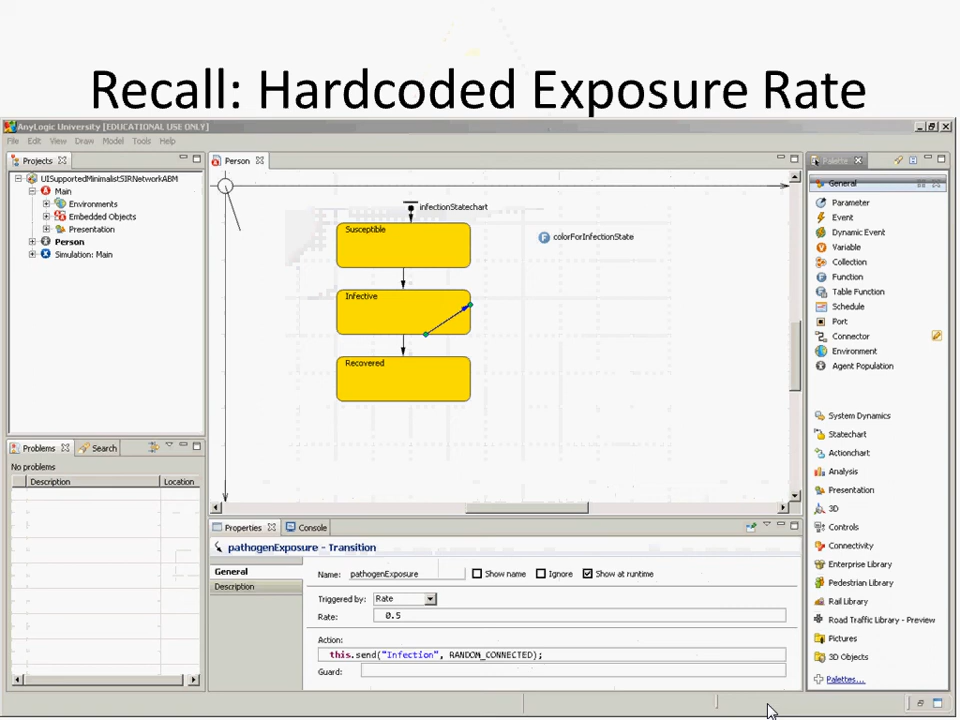 Recall: Hardcoded Exposure Rate
AnyLogic University [EDUCATIONAL USE ONLY]
File Edit View Draw Model Tools Help
Projects
UISupportedMinimalistSIRNetworkABM
Main
Environments
Embedded Objects
Presentation
Person
Simulation: Main
Problems Search
No problems
Description Location
Person
infectionStatechart
Susceptible
colorForInfectionState
Infective
Recovered
Properties Console
pathogenExposure - Transition
General
Description
Name: pathogenExposure Show name Ignore Show at runtime
Triggered by: Rate
Rate: 0.5
Action:
this.send("Infection", RANDOM_CONNECTED);
Guard:
Palette
General
Parameter
Event
Dynamic Event
Variable
Collection
Function
Table Function
Schedule
Port
Connector
Environment
Agent Population
System Dynamics
Statechart
Actionchart
Analysis
Presentation
3D
Controls
Connectivity
Enterprise Library
Pedestrian Library
Rail Library
Road Traffic Library - Preview
Pictures
3D Objects
Palettes...